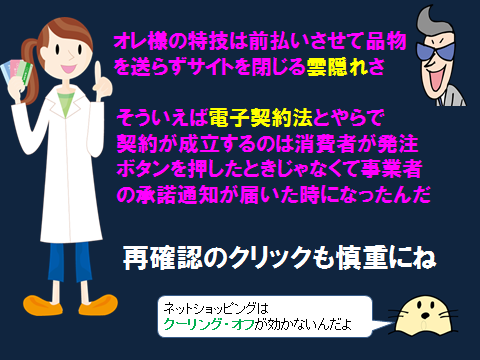 オレ様の特技は前払いさせて品物
を送らずサイトを閉じる雲隠れさ
そういえば電子契約法とやらで
契約が成立するのは消費者が発注
ボタンを押したときじゃなくて事業者
の承諾通知が届いた時になったんだ
再確認のクリックも慎重にね
ネットショッピングは
クーリング・オフが効かないんだよ